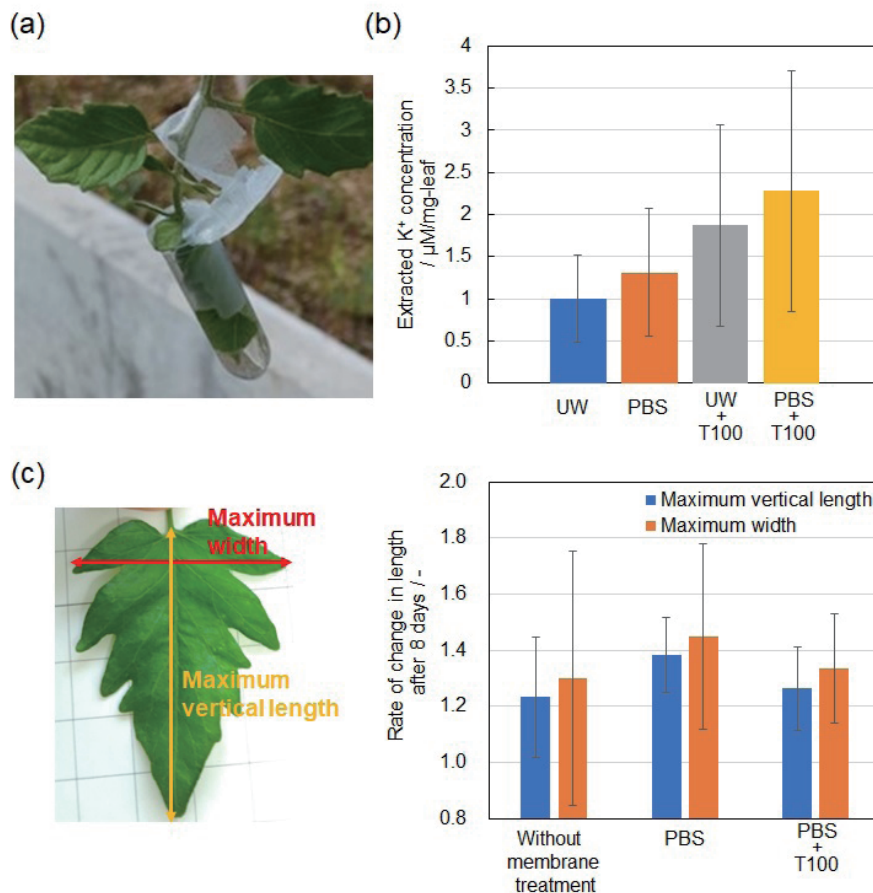 (a)
(b)
Extracted K⁺ concentration
/ µM/mg-leaf
4
3.5
3
2.5
2
1.5
1
0.5
0
UW
PBS
UW
+
T100
PBS
+
T100
(c)
Maximum
width
Maximum
vertical length
Rate of change in length
after 8 days / -
2.0
1.8
1.6
1.4
1.2
1.0
0.8
Maximum vertical length
Maximum width
Without
membrane
treatment
PBS
PBS
+
T100